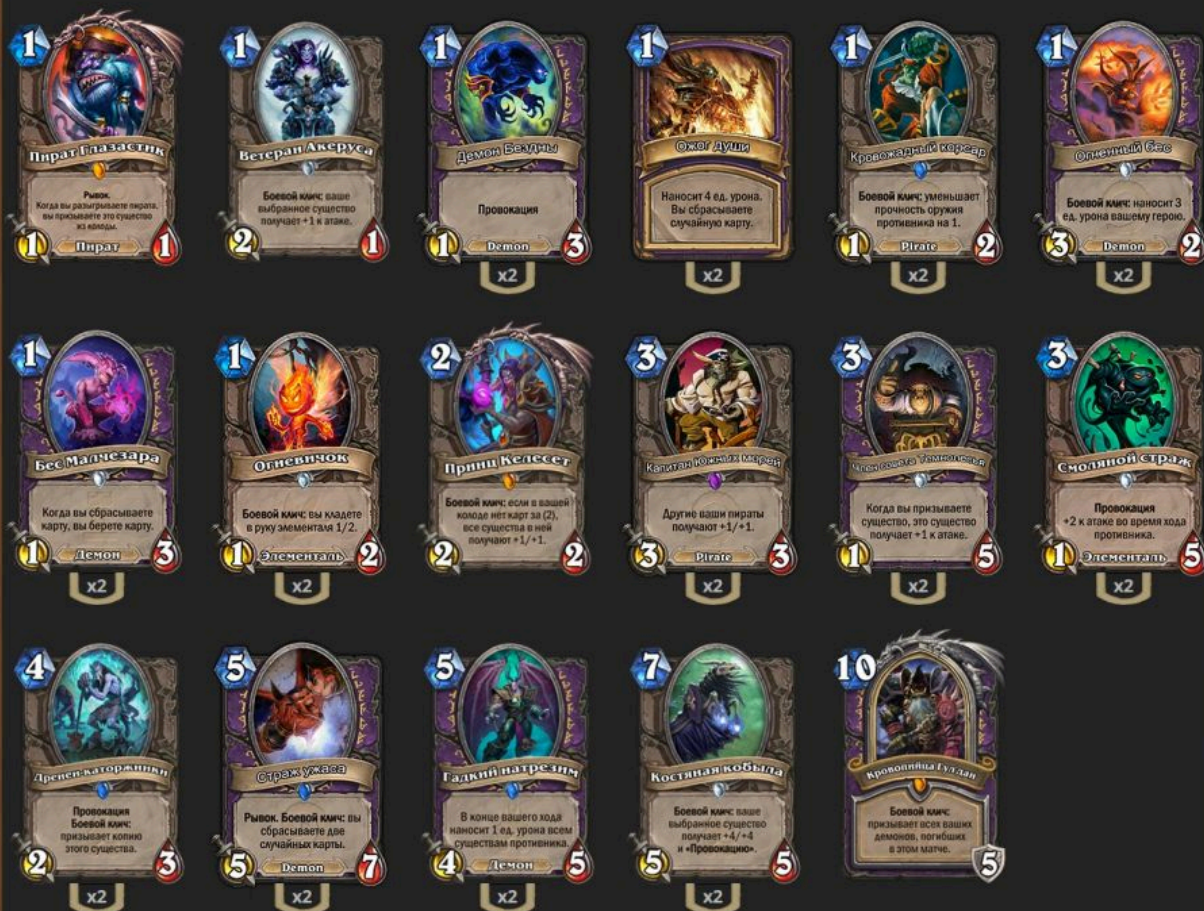 1
Пират Глазастик
Рывок.
Когда вы разыгрываете пирата,
вы призываете это существо
из колоды.
1
Пират
1
1
Ветеран Акеруса
Боевой клич: ваше
выбранное существо
получает +1 к атаке.
2
1
1
Демон Бездны
Провокация
1
Demon
3
x2
1
Ожог души
Наносит 4 ед. урона.
Вы сбрасываете
случайную карту.
x2
1
Кровожадный корсар
Боевой клич: уменьшает
прочность оружия
противника на 1.
1
Pirate
2
x2
1
Огненный бес
Боевой клич: наносит 3
ед. урона вашему герою.
3
Demon
2
x2
1
Бес Малчезара
Когда вы сбрасываете
карту, вы берете карту.
1
Демон
3
x2
1
Огневичок
Боевой клич: вы кладете
в руку элементаля 1/2.
1
Элементаль
2
x2
2
Принц Келесет
Боевой клич: если в вашей
колоде нет карт за (2),
все существа в ней
получают +1/+1.
2
2
3
Капитан Южных морей
Другие ваши пираты
получают +1/+1.
3
Pirate
3
x2
3
Член совета Темнолесья
Когда вы призываете
существо, это существо
получает +1 к атаке.
1
5
x2
3
Смоляной страж
Провокация
+2 к атаке во время хода
противника.
1
Элементаль
5
x2
4
Дренеи-каторжники
Провокация
Боевой клич:
призывает копию
этого существа.
2
3
x2
5
Страж ужаса
Рывок. Боевой клич: вы
сбрасываете две
случайных карты.
5
Demon
7
x2
5
Гадкий натрезим
В конце вашего хода
наносит 1 ед. урона всем
существам противника.
4
Демон
5
x2
7
Костяная кобыла
Боевой клич: ваше
выбранное существо
получает +4/+4
и «Провокацию».
5
5
x2
10
Кровопийца Гул'дан
Боевой клич:
призывает всех ваших
демонов, погибших
в этом матче.
5